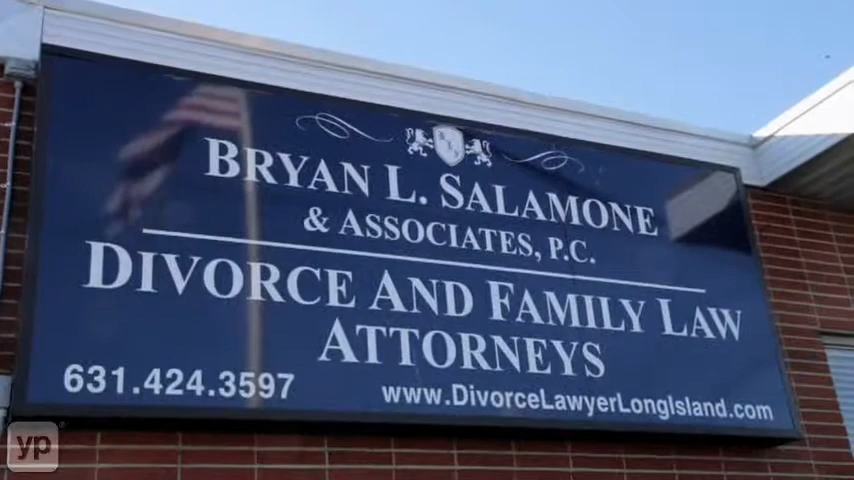 BRYAN L. SALAMONE
& ASSOCIATES, P.C.
DIVORCE AND FAMILY LAW
ATTORNEYS
631.424.3597
www.DivorceLawyerLongIsland.com
yp